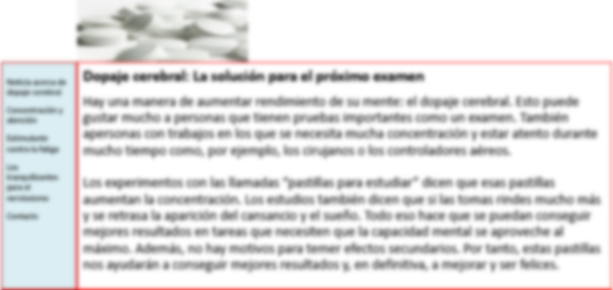 Noticia acerca de
dopaje cerebral
Concentración y
atención
Estimulante
contra la fatiga
Los
tranquilizantes
para el
nerviosismo
Contacto
Dopaje cerebral: La solución para el próximo examen
Hay una manera de aumentar rendimiento de su mente: el dopaje cerebral. Esto puede
gustar mucho a personas que tienen pruebas importantes como un examen. También
apersonas con trabajos en los que se necesita mucha concentración y estar atento durante
mucho tiempo como, por ejemplo, los cirujanos o los controladores aéreos.
Los experimentos con las llamadas “pastillas para estudiar” dicen que esas pastillas
aumentan la concentración. Los estudios también dicen que si las tomas rindes mucho más
y se retrasa la aparición del cansancio y el sueño. Todo eso hace que se puedan conseguir
mejores resultados en tareas que necesiten que la capacidad mental se aproveche al
máximo. Además, no hay motivos para temer efectos secundarios. Por tanto, estas pastillas
nos ayudarán a conseguir mejores resultados y, en definitiva, a mejorar y ser felices.